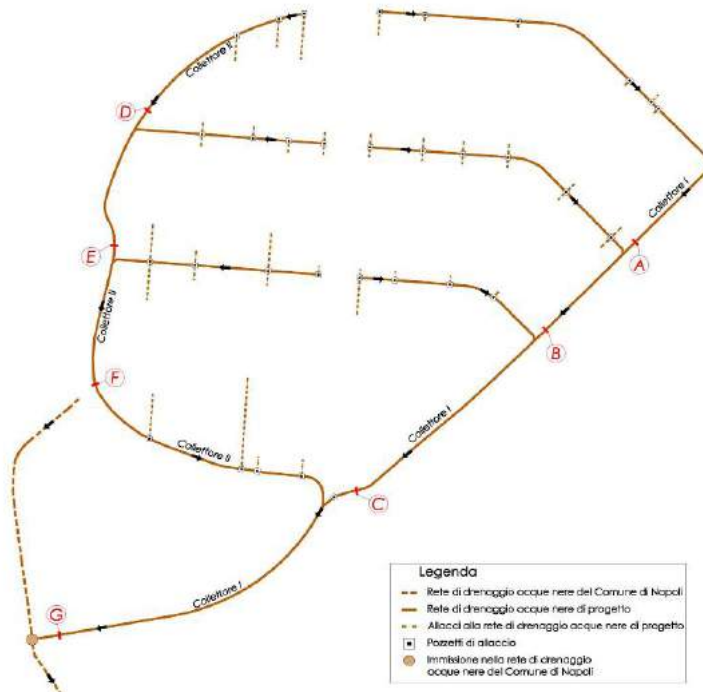 Collettore II
D
Collettore I
A
E
B
Collettore II
F
Collettore I
Collettore II
C
Collettore I
G
Legenda
Rete di drenaggio acque nere del Comune di Napoli
Rete di drenaggio acque nere di progetto
Allacci alla rete di drenaggio acque nere di progetto
Pozzetti di allaccio
Immissione nella rete di drenaggio
acque nere del Comune di Napoli